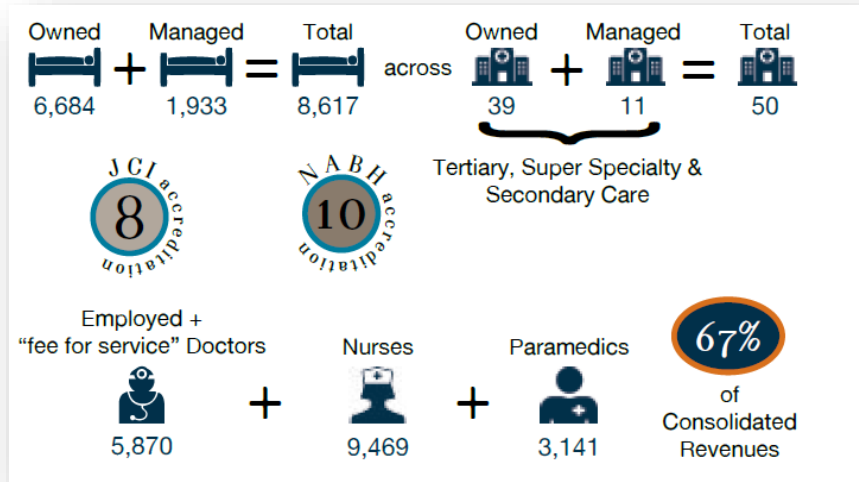 Owned Managed Total Owned Managed Total
+ = across + =
6,684 1,933 8,617 39 11 50
JCI accreditation
8
NABH accreditation
10
Tertiary, Super Specialty &
Secondary Care
Employed +
“fee for service” Doctors
Nurses
Paramedics
+ +
5,870 9,469 3,141
67%
of
Consolidated
Revenues